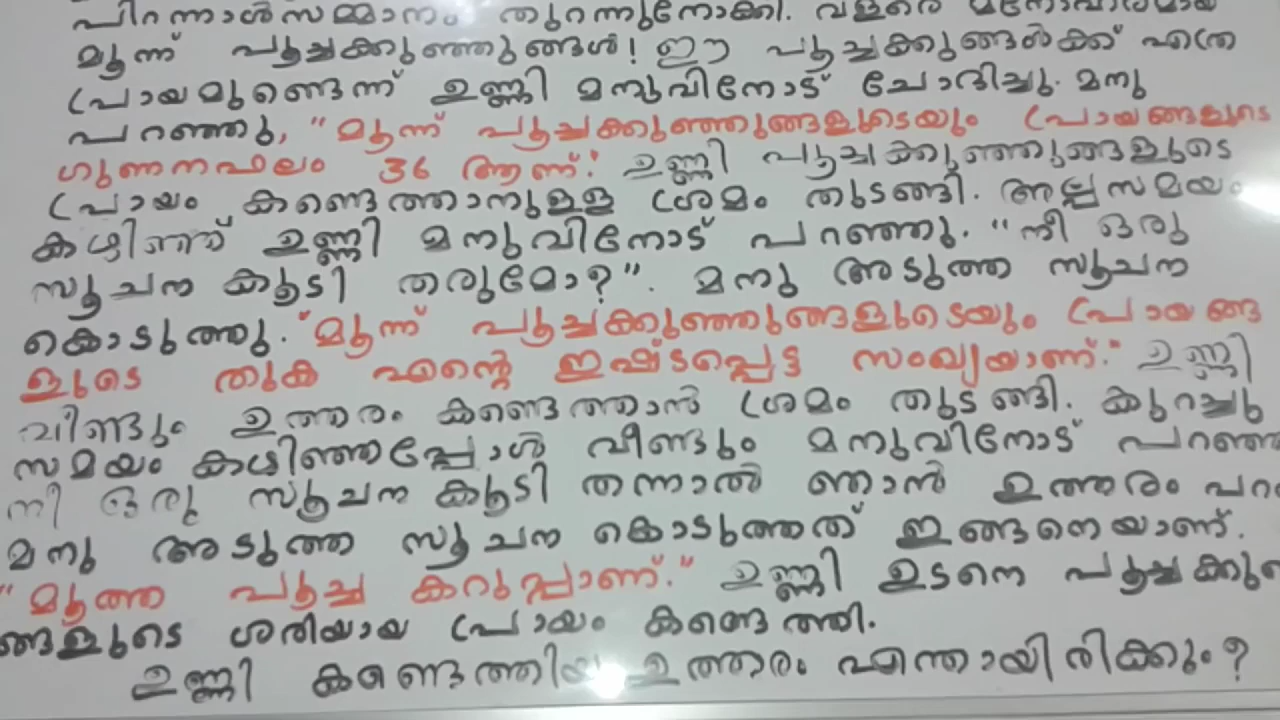 പിറന്നാൾസമ്മാനം തുറന്നുനോക്കി. വളരെ മനോഹരമായ
മൂന്ന് പൂച്ചക്കുഞ്ഞുങ്ങൾ! ഈ പൂച്ചക്കുങ്ങൾക്ക് എത്ര
പ്രായമുണ്ടെന്ന് ഉണ്ണി മനുവിനോട് ചോദിച്ചു. മനു
പറഞ്ഞു, "മൂന്ന് പൂച്ചക്കുഞ്ഞുങ്ങളുടെയും പ്രായങ്ങളുടെ
ഗുണനഫലം 36 ആണ്". ഉണ്ണി പൂച്ചക്കുഞ്ഞുങ്ങളുടെ
പ്രായം കണ്ടെത്താനുള്ള ശ്രമം തുടങ്ങി. അല്പസമയം
കഴിഞ്ഞ് ഉണ്ണി മനുവിനോട് പറഞ്ഞു. "നീ ഒരു
സൂചന കൂടി തരുമോ?". മനു അടുത്ത സൂചന
കൊടുത്തു. "മൂന്ന് പൂച്ചക്കുഞ്ഞുങ്ങളുടെയും പ്രായങ്ങ
ളുടെ തുക എന്റെ ഇഷ്ടപ്പെട്ട സംഖ്യയാണ്." ഉണ്ണി
വീണ്ടും ഉത്തരം കണ്ടെത്താൻ ശ്രമം തുടങ്ങി. കുറച്ചു
സമയം കഴിഞ്ഞപ്പോൾ വീണ്ടും മനുവിനോട് പറഞ്ഞ
നീ ഒരു സൂചന കൂടി തന്നാൽ ഞാൻ ഉത്തരം പറ
മനു അടുത്ത സൂചന കൊടുത്തത് ഇങ്ങനെയാണ്.
"മൂത്ത പൂച്ച കറുപ്പാണ്." ഉണ്ണി ഉടനെ പൂച്ചക്കു
ങ്ങളുടെ ശരിയായ പ്രായം കണ്ടെത്തി.
ഉണ്ണി കണ്ടെത്തിയ ഉത്തരം എന്തായിരിക്കും?